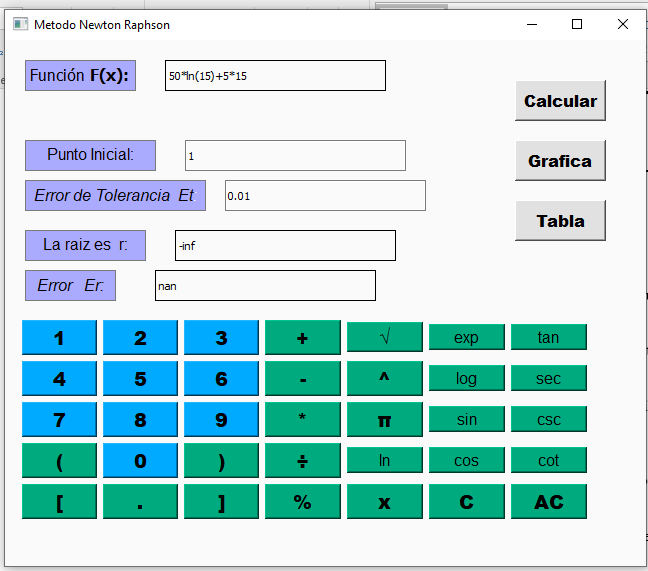 Metodo Newton Raphson
Función F(x):
50*ln(15)+5*15
Calcular
Punto Inicial:
1
Grafica
Error de Tolerancia Et
0.01
Tabla
La raiz es r:
-inf
Error Er:
nan
1 2 3 + √ exp tan
4 5 6 - ^ log sec
7 8 9 * π sin csc
( 0 ) ÷ ln cos cot
[ . ] % x C AC